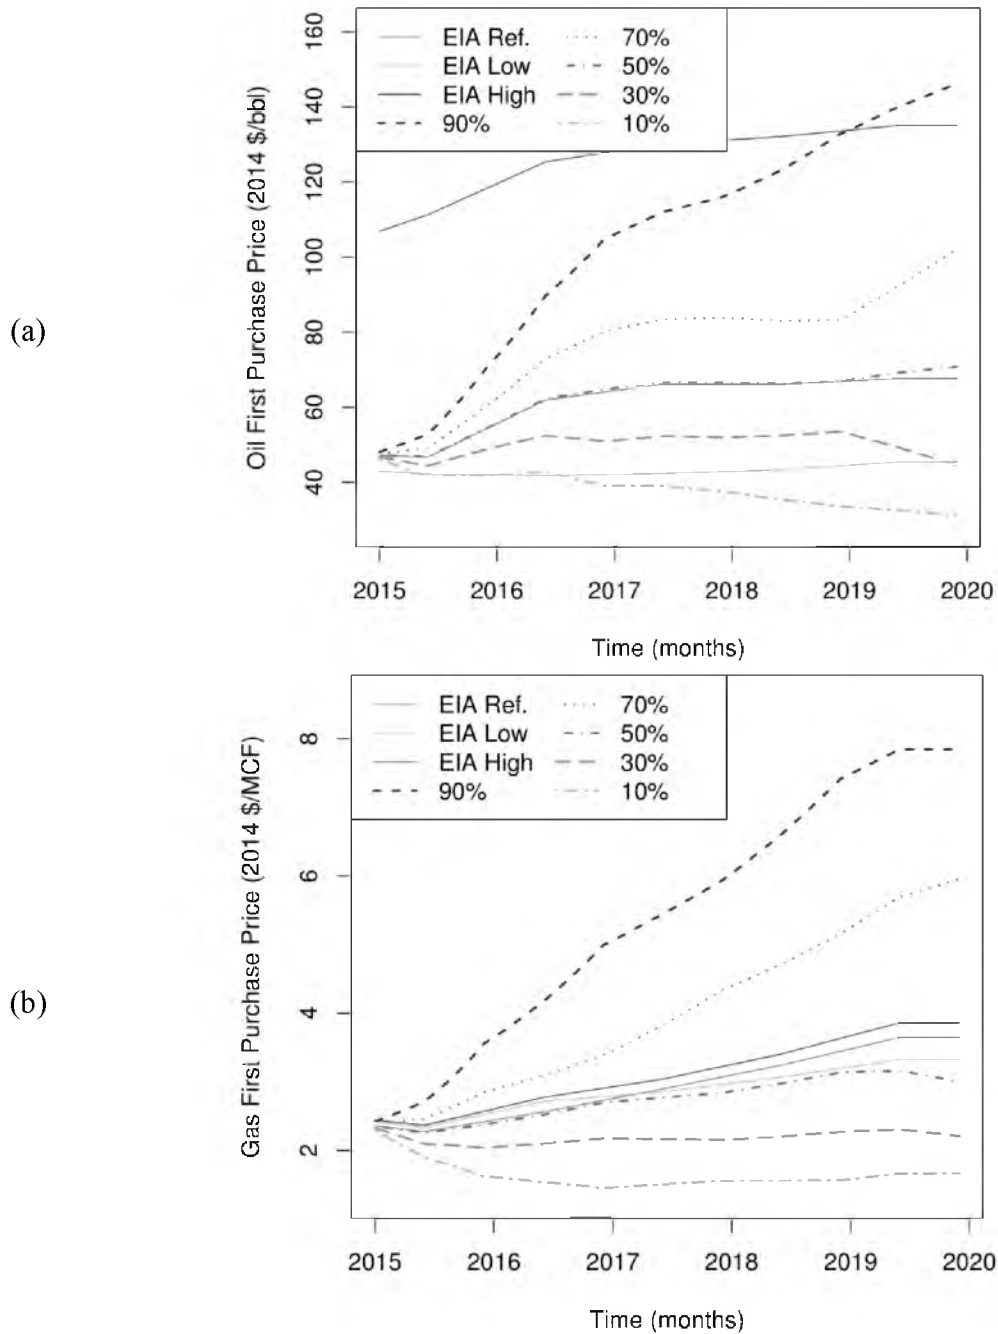 (a)
Oil First Purchase Price (2014 $/bbl)
160
140
120
100
80
60
40
EIA Ref. 70%
EIA Low 50%
EIA High 30%
90% 10%
2015 2016 2017 2018 2019 2020
Time (months)
(b)
Gas First Purchase Price (2014 $/MCF)
8
6
4
2
EIA Ref. 70%
EIA Low 50%
EIA High 30%
90% 10%
2015 2016 2017 2018 2019 2020
Time (months)